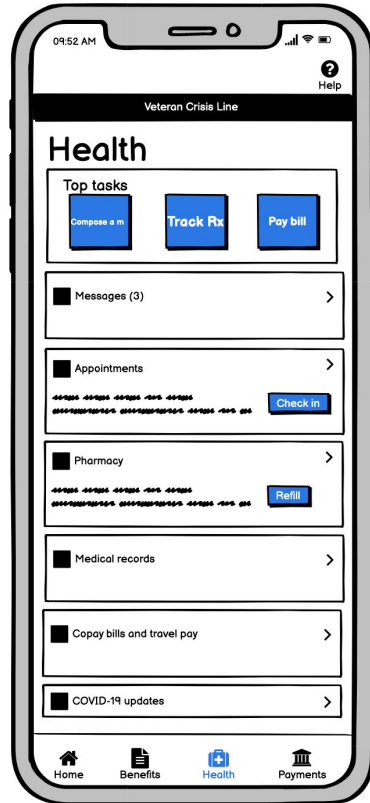 09:52 AM
Help
Veteran Crisis Line
Health
Top tasks
Compose a m
Track Rx
Pay bill
Messages (3)
Appointments
Check in
Pharmacy
Refill
Medical records
Copay bills and travel pay
COVID-19 updates
Home Benefits Health Payments